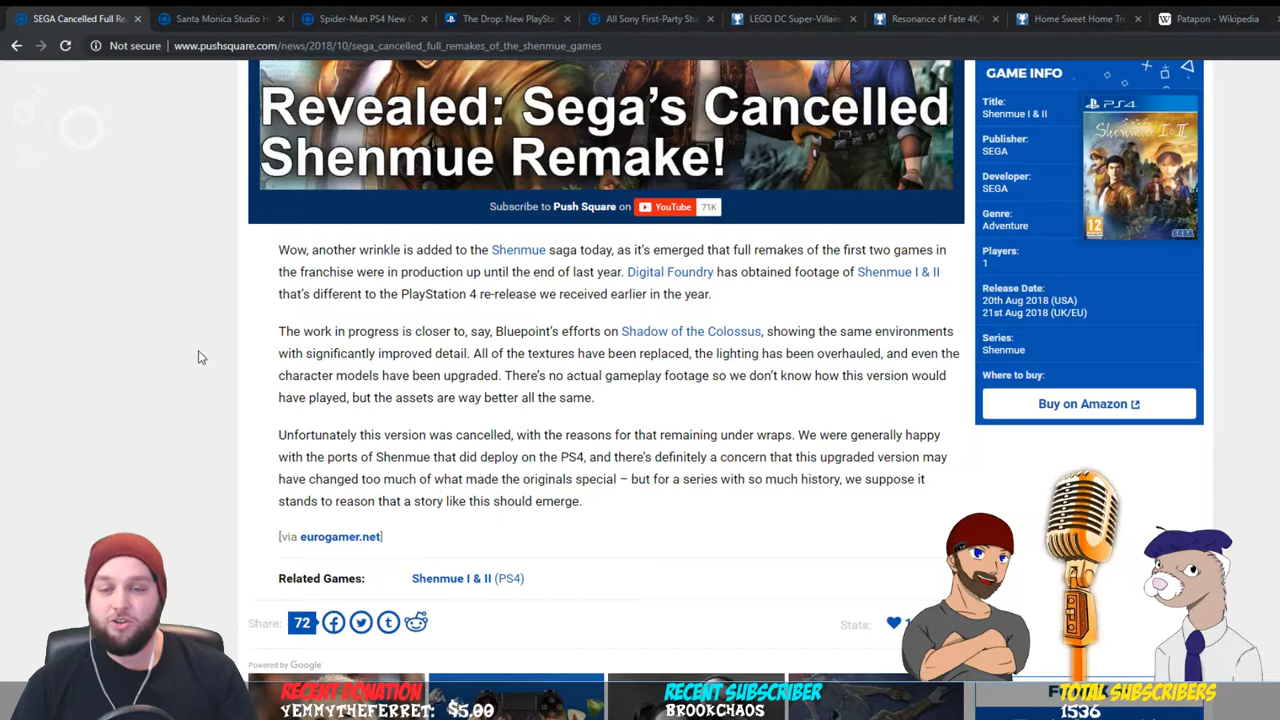 SEGA Cancelled Full Re
Santa Monica Studio H
Spider-Man PS4 New C
The Drop: New PlaySta
All Sony First-Party Stu
LEGO DC Super-Villain
Resonance of Fate 4K/
Home Sweet Home Tro
Patapon - Wikipedia
Not secure | www.pushsquare.com/news/2018/10/sega_cancelled_full_remakes_of_the_shenmue_games
Revealed: Sega's Cancelled
Shenmue Remake!
Subscribe to Push Square on YouTube 71K
Wow, another wrinkle is added to the Shenmue saga today, as it's emerged that full remakes of the first two games in
the franchise were in production up until the end of last year. Digital Foundry has obtained footage of Shenmue I & II
that's different to the PlayStation 4 re-release we received earlier in the year.
The work in progress is closer to, say, Bluepoint's efforts on Shadow of the Colossus, showing the same environments
with significantly improved detail. All of the textures have been replaced, the lighting has been overhauled, and even the
character models have been upgraded. There's no actual gameplay footage so we don't know how this version would
have played, but the assets are way better all the same.
Unfortunately this version was cancelled, with the reasons for that remaining under wraps. We were generally happy
with the ports of Shenmue that did deploy on the PS4, and there's definitely a concern that this upgraded version may
have changed too much of what made the originals special – but for a series with so much history, we suppose it
stands to reason that a story like this should emerge.
[via eurogamer.net]
Related Games: Shenmue I & II (PS4)
Share: 72
Stats:
Powered by Google
GAME INFO
Title:
Shenmue I & II
Publisher:
SEGA
Developer:
SEGA
Genre:
Adventure
Players:
1
Release Date:
20th Aug 2018 (USA)
21st Aug 2018 (UK/EU)
Series:
Shenmue
Where to buy:
Buy on Amazon
PS4
Shenmue I & II
12
SEGA
RECENT DONATION
YEMMYTHEFERRET: $5.00
RECENT SUBSCRIBER
BROOKCHAOS
TOTAL SUBSCRIBERS
1536